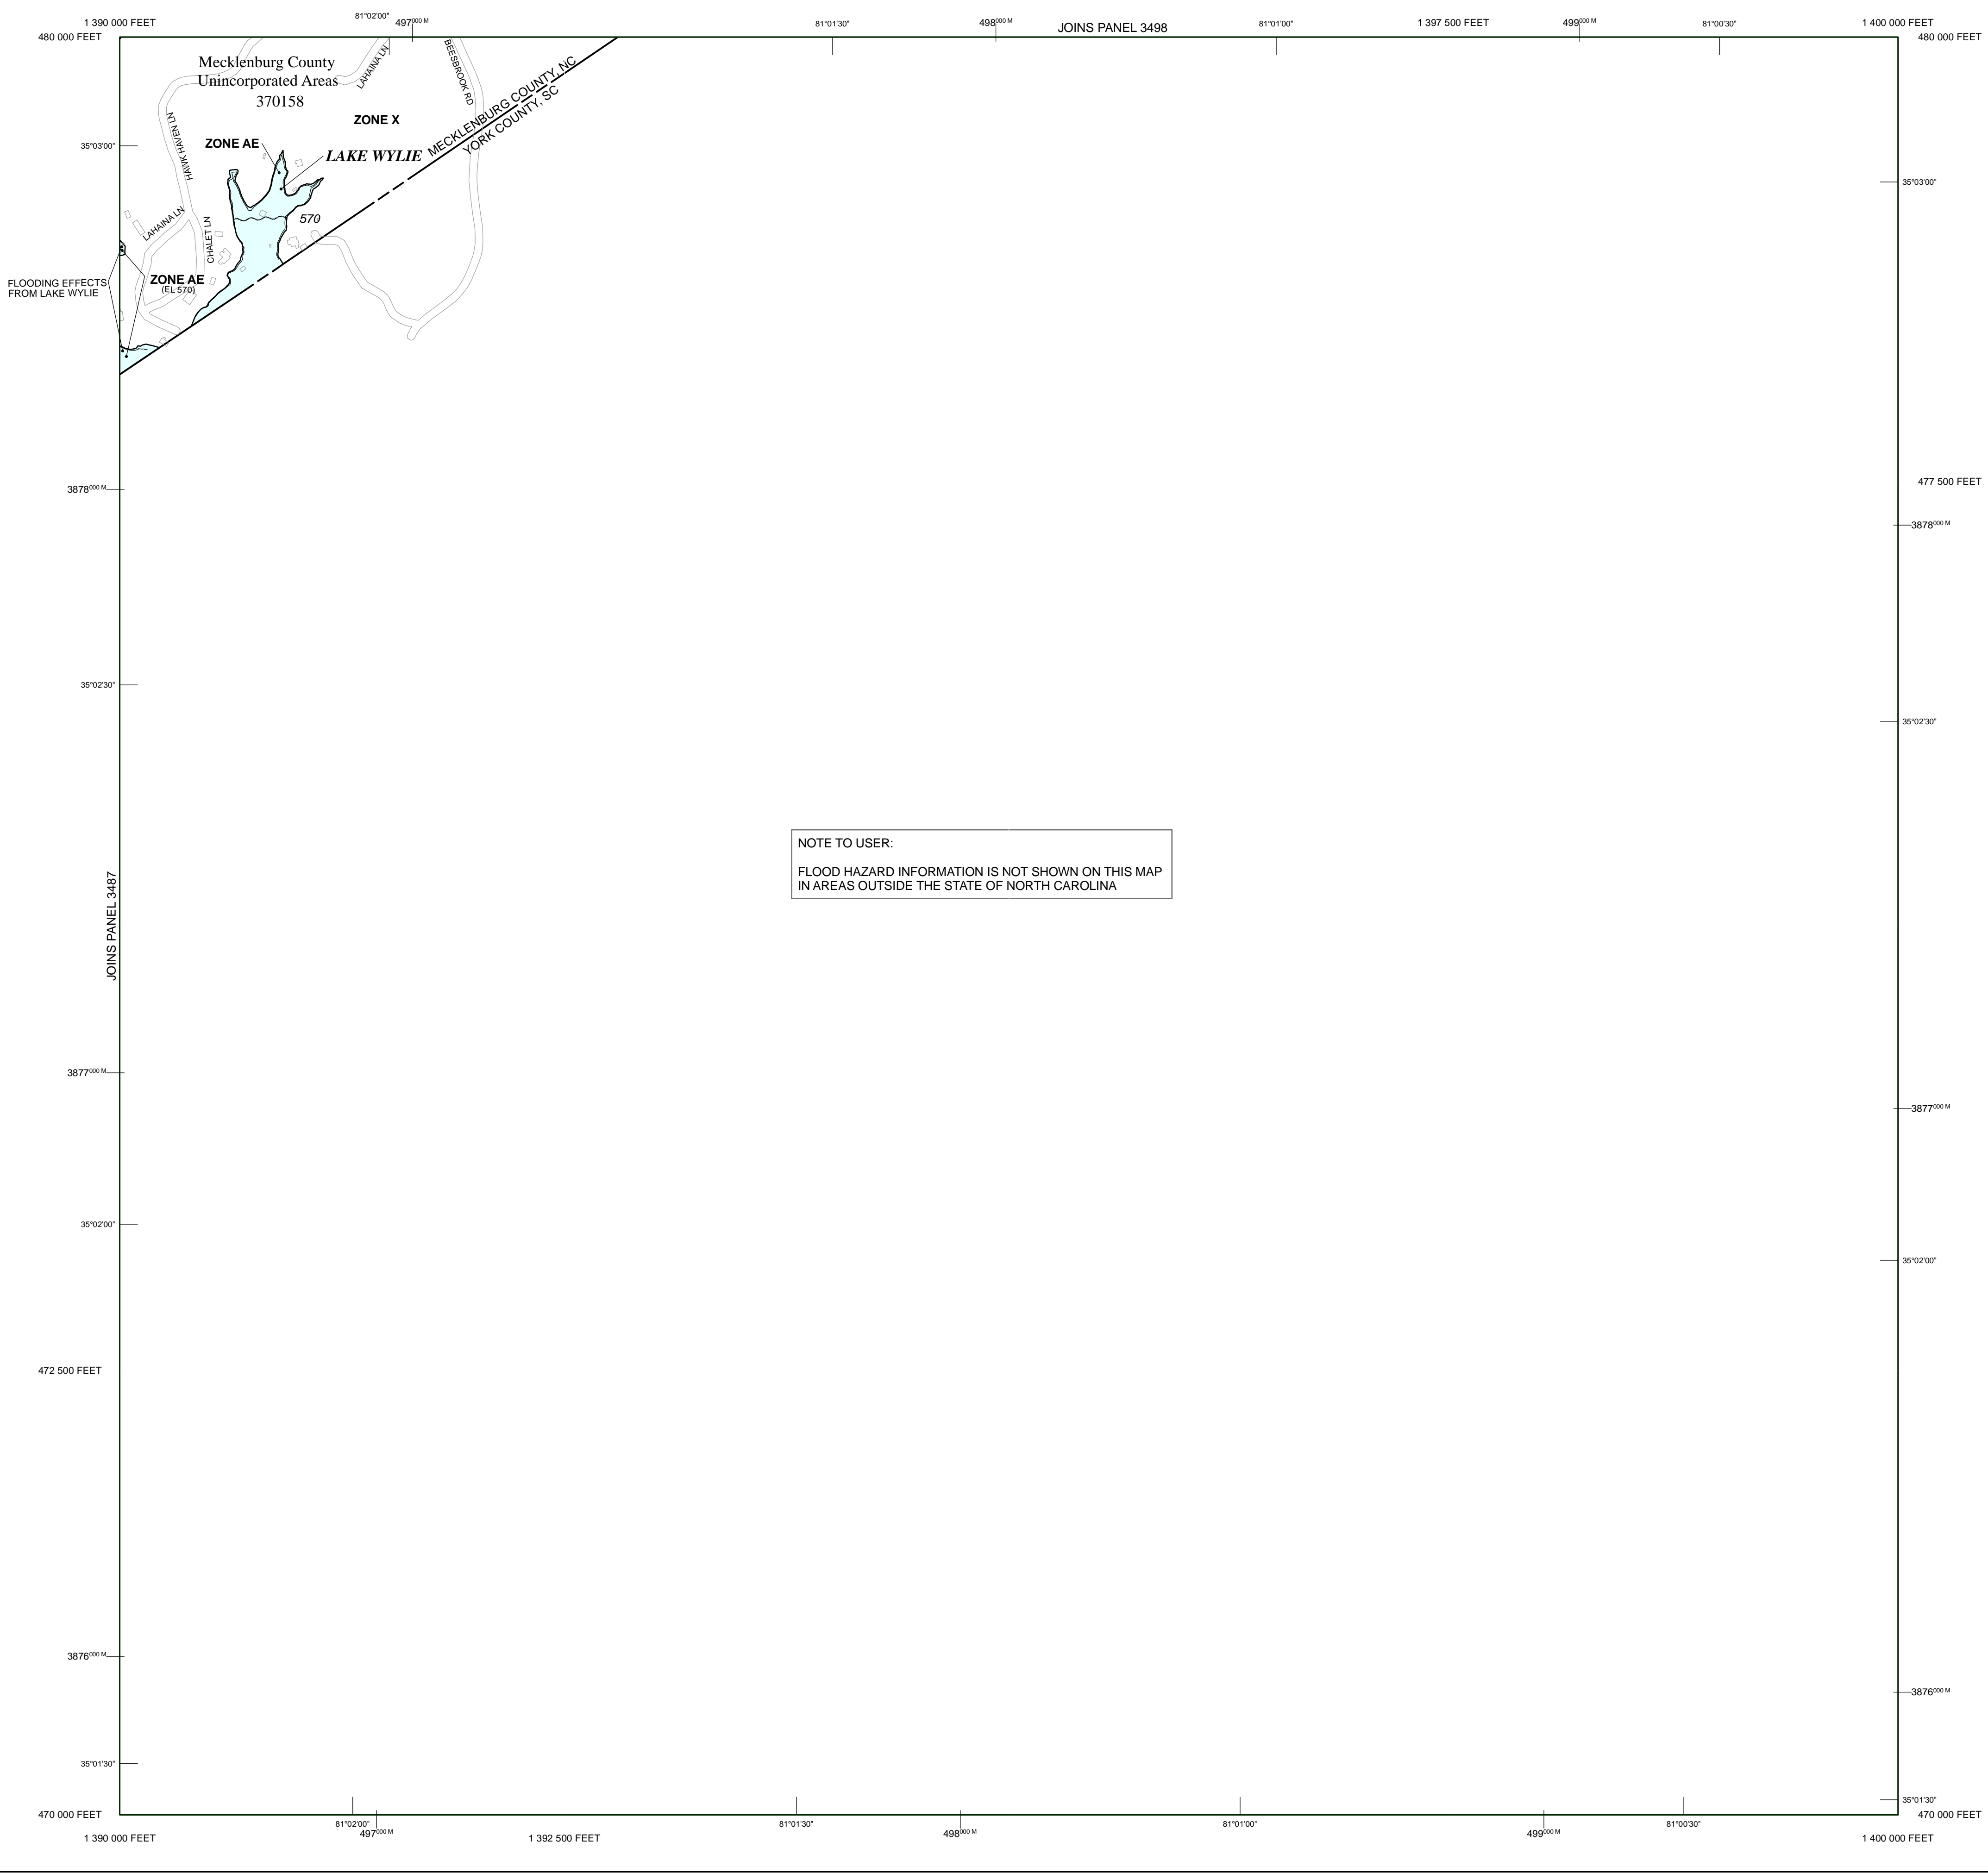 1 390 000 FEET
81°02'00"
497000 M
81°01'30"
498000 M
JOINS PANEL 3498
81°01'00"
1 397 500 FEET
499000 M
81°00'30"
1 400 000 FEET
480 000 FEET
480 000 FEET
Mecklenburg County
Unincorporated Areas
370158
LAHAINA LN
BEESBROOK RD
MECKLENBURG COUNTY, NC
YORK COUNTY, SC
ZONE X
HAWK HAVEN LN
ZONE AE
LAKE WYLIE
35°03'00"
35°03'00"
570
LAHAINA LN
CHALET LN
FLOODING EFFECTS
FROM LAKE WYLIE
ZONE AE
(EL 570)
3878000 M
477 500 FEET
3878000 M
35°02'30"
35°02'30"
NOTE TO USER:
FLOOD HAZARD INFORMATION IS NOT SHOWN ON THIS MAP
IN AREAS OUTSIDE THE STATE OF NORTH CAROLINA
JOINS PANEL 3487
3877000 M
3877000 M
35°02'00"
35°02'00"
472 500 FEET
3876000 M
3876000 M
35°01'30"
35°01'30"
470 000 FEET
470 000 FEET
1 390 000 FEET
81°02'00"
497000 M
1 392 500 FEET
81°01'30"
498000 M
81°01'00"
499000 M
81°00'30"
1 400 000 FEET